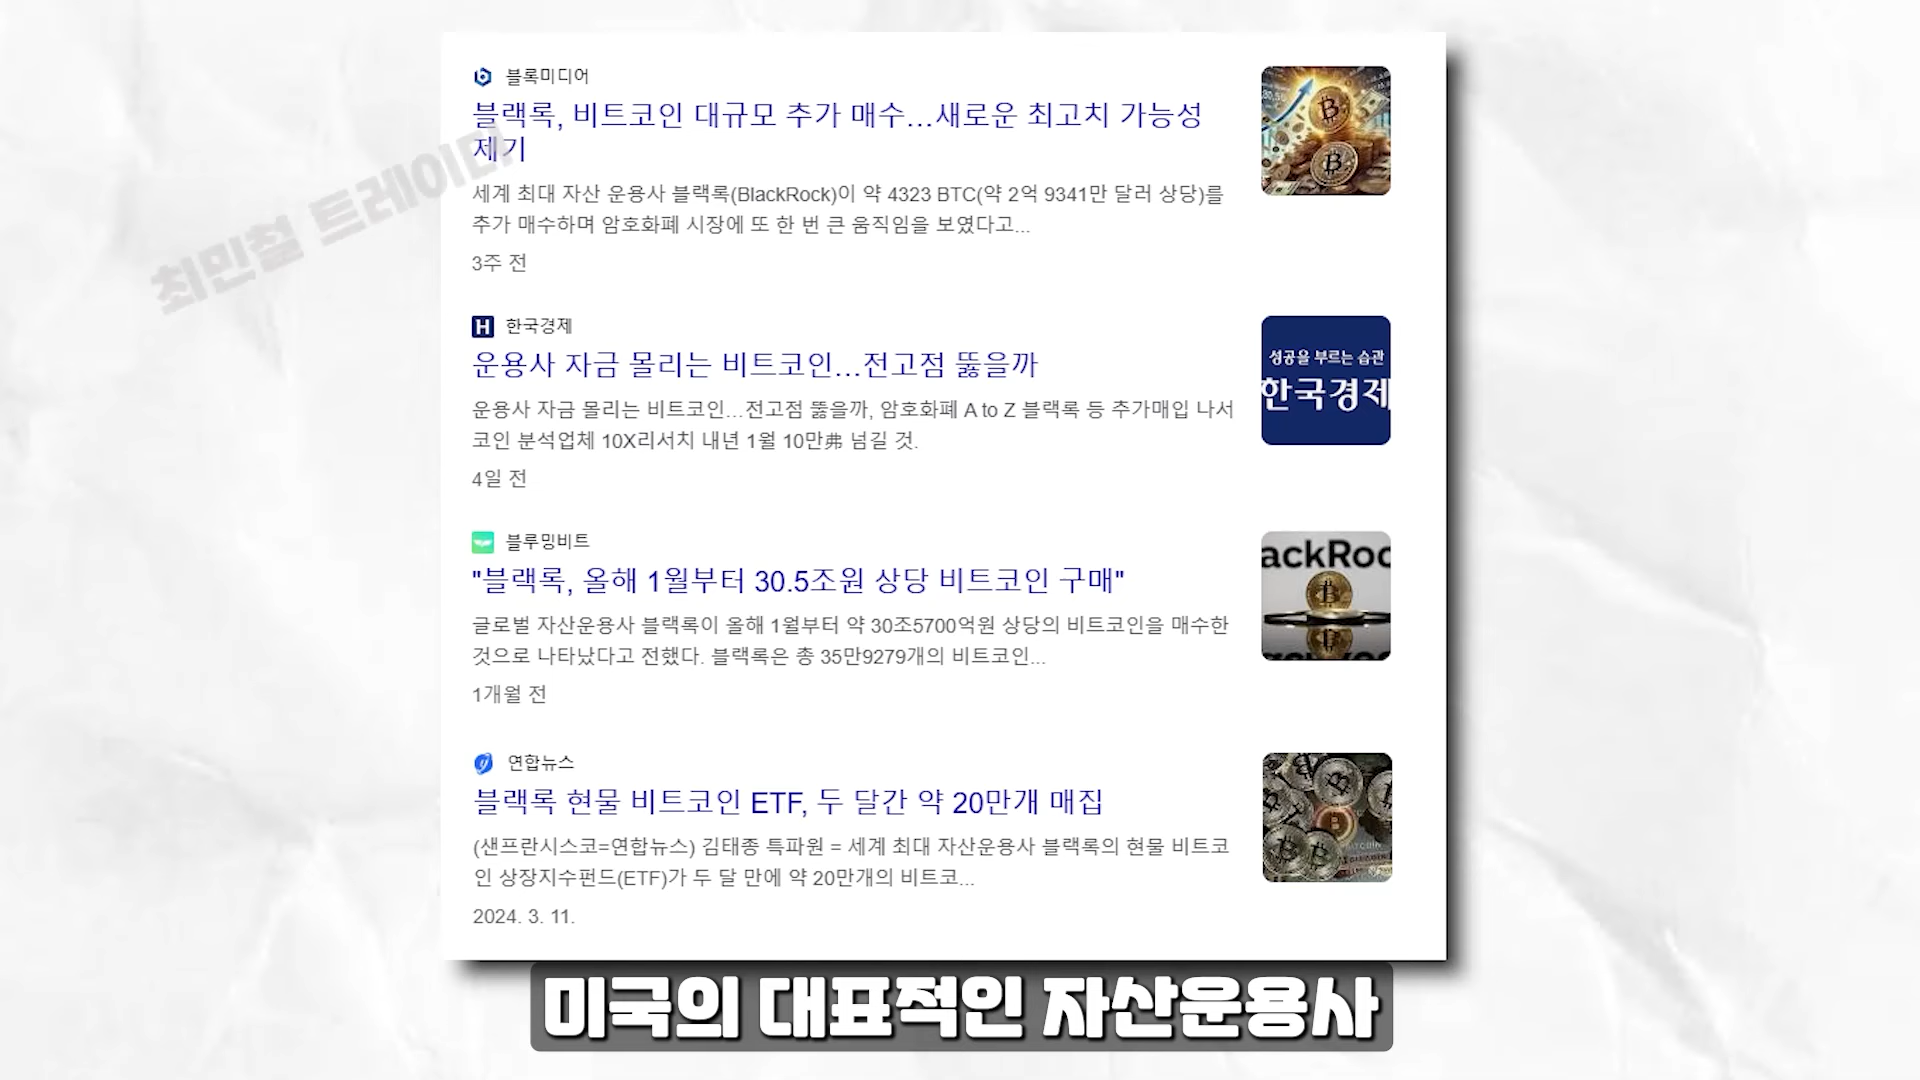 블록미디어
블랙록, 비트코인 대규모 추가 매수...새로운 최고치 가능성
제기
세계 최대 자산 운용사 블랙록(BlackRock)이 약 4323 BTC(약 2억 9341만 달러 상당)를
추가 매수하며 암호화폐 시장에 또 한 번 큰 움직임을 보였다고...
3주 전
최민철 트레이더
한국경제
운용사 자금 몰리는 비트코인...전고점 뚫을까
운용사 자금 몰리는 비트코인...전고점 뚫을까, 암호화폐 A to Z 블랙록 등 추가매입 나서
코인 분석업체 10X리서치 내년 1월 10만弗 넘길 것.
4일 전
성공을 부르는 습관
한국경제
블루밍비트
"블랙록, 올해 1월부터 30.5조원 상당 비트코인 구매"
글로벌 자산운용사 블랙록이 올해 1월부터 약 30조5700억원 상당의 비트코인을 매수한
것으로 나타났다고 전했다. 블랙록은 총 35만9279개의 비트코인...
1개월 전
ackRoc
연합뉴스
블랙록 현물 비트코인 ETF, 두 달간 약 20만개 매집
(샌프란시스코=연합뉴스) 김태종 특파원 = 세계 최대 자산운용사 블랙록의 현물 비트코
인 상장지수펀드(ETF)가 두 달 만에 약 20만개의 비트코...
2024. 3. 11.
미국의 대표적인 자산운용사